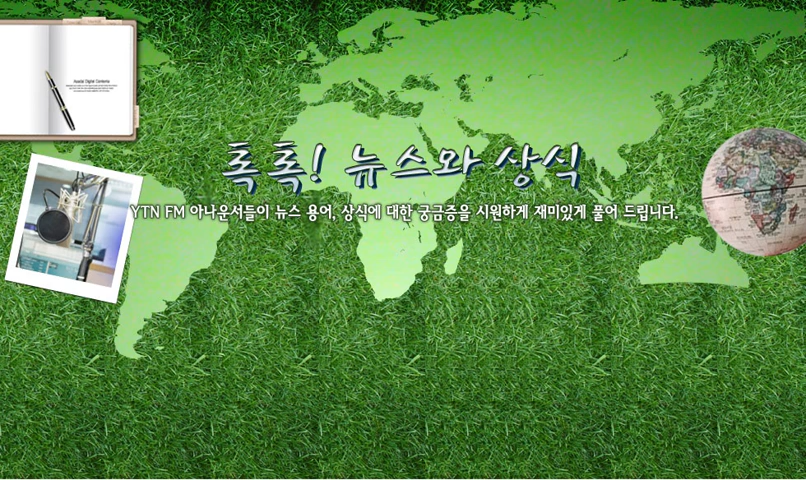 톡톡! 뉴스와 상식
YTN FM 아나운서들이 뉴스 용어, 상식에 대한 궁금증을 시원하게 재미있게 풀어 드립니다.